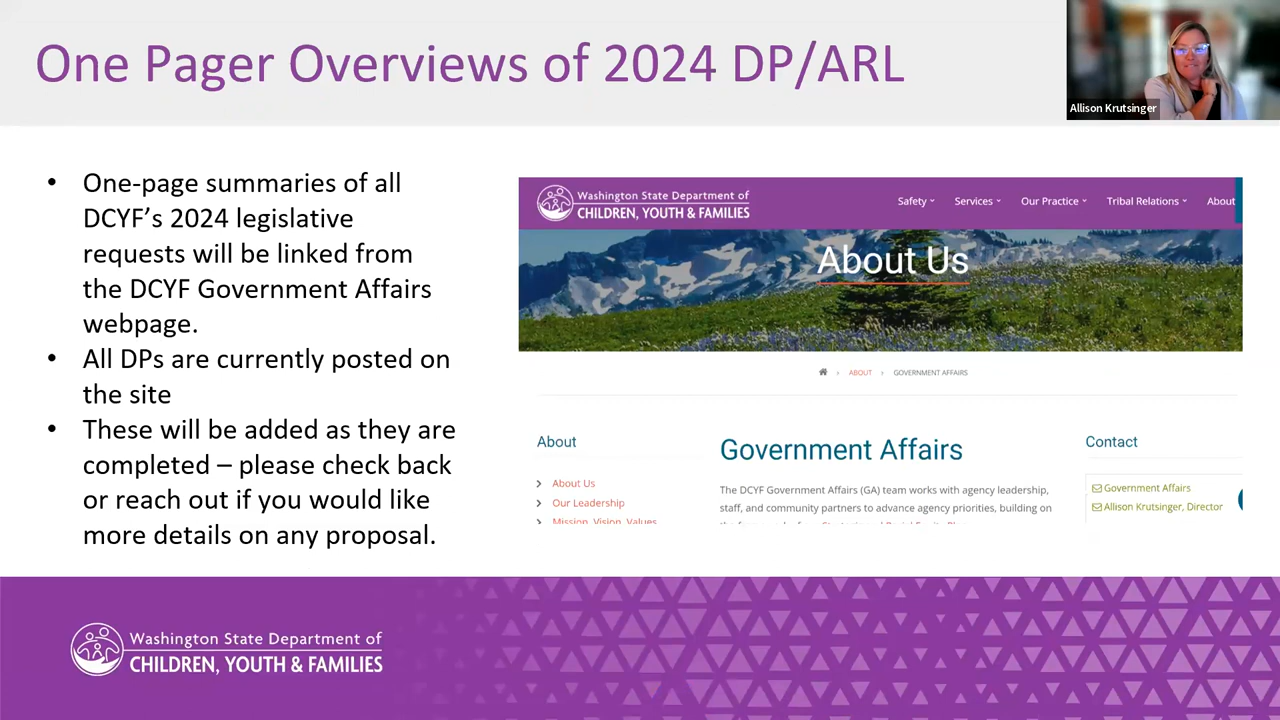 One Pager Overviews of 2024 DP/ARL
Allison Krutsinger
• One-page summaries of all
DCYF’s 2024 legislative
requests will be linked from
the DCYF Government Affairs
webpage.
• All DPs are currently posted on
the site
• These will be added as they are
completed – please check back
or reach out if you would like
more details on any proposal.
Washington State Department of
CHILDREN, YOUTH & FAMILIES
Safety Services Our Practice Tribal Relations About
About Us
ABOUT GOVERNMENT AFFAIRS
About
About Us
Our Leadership
Mission, Vision, Values
Government Affairs
The DCYF Government Affairs (GA) team works with agency leadership,
staff, and community partners to advance agency priorities, building on
Contact
Government Affairs
Allison Krutsinger, Director
Washington State Department of
CHILDREN, YOUTH & FAMILIES